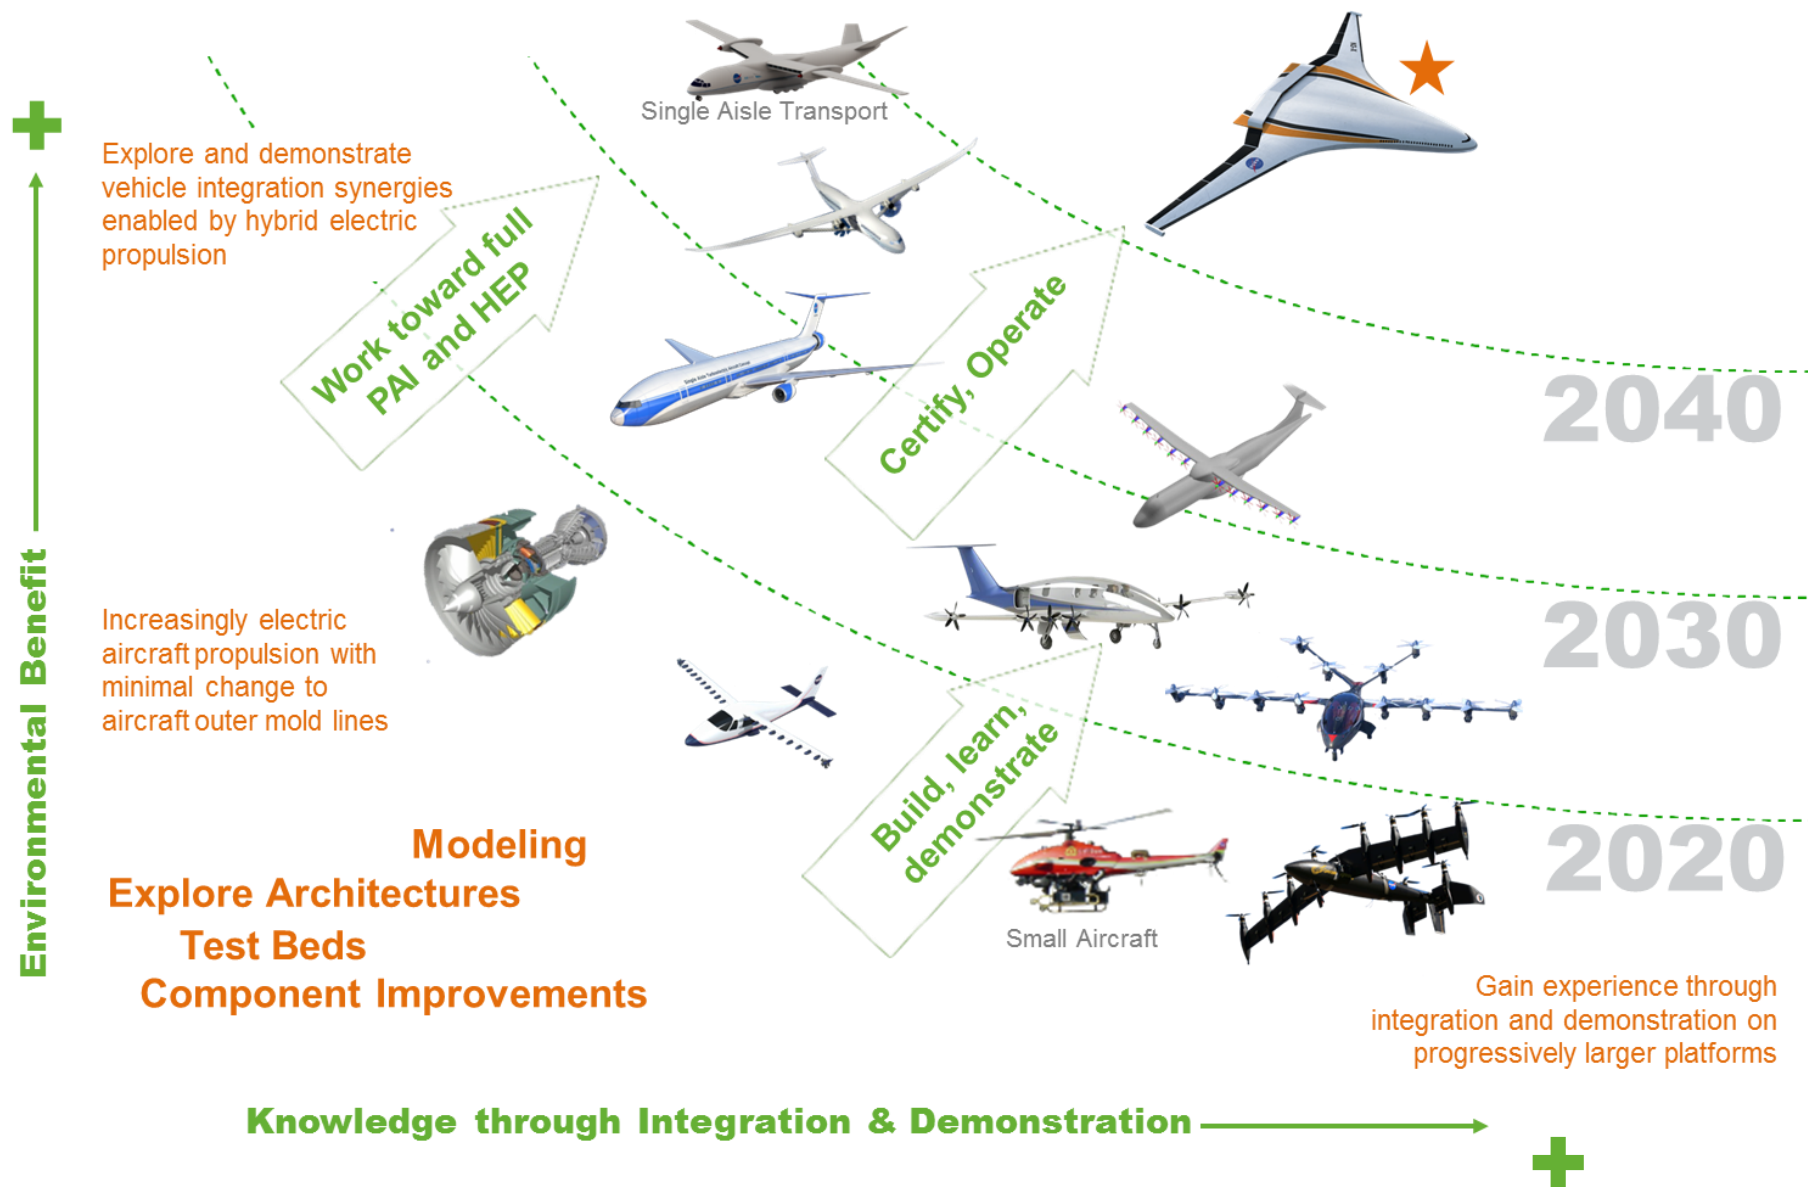 Single Aisle Transport
Explore and demonstrate
vehicle integration synergies
enabled by hybrid electric
propulsion
Work toward full
PAI and HEP
Certify, Operate
2040
Environmental Benefit
Increasingly electric
aircraft propulsion with
minimal change to
aircraft outer mold lines
2030
Build, learn,
demonstrate
2020
Modeling
Explore Architectures
Test Beds
Component Improvements
Small Aircraft
Gain experience through
integration and demonstration on
progressively larger platforms
Knowledge through Integration & Demonstration